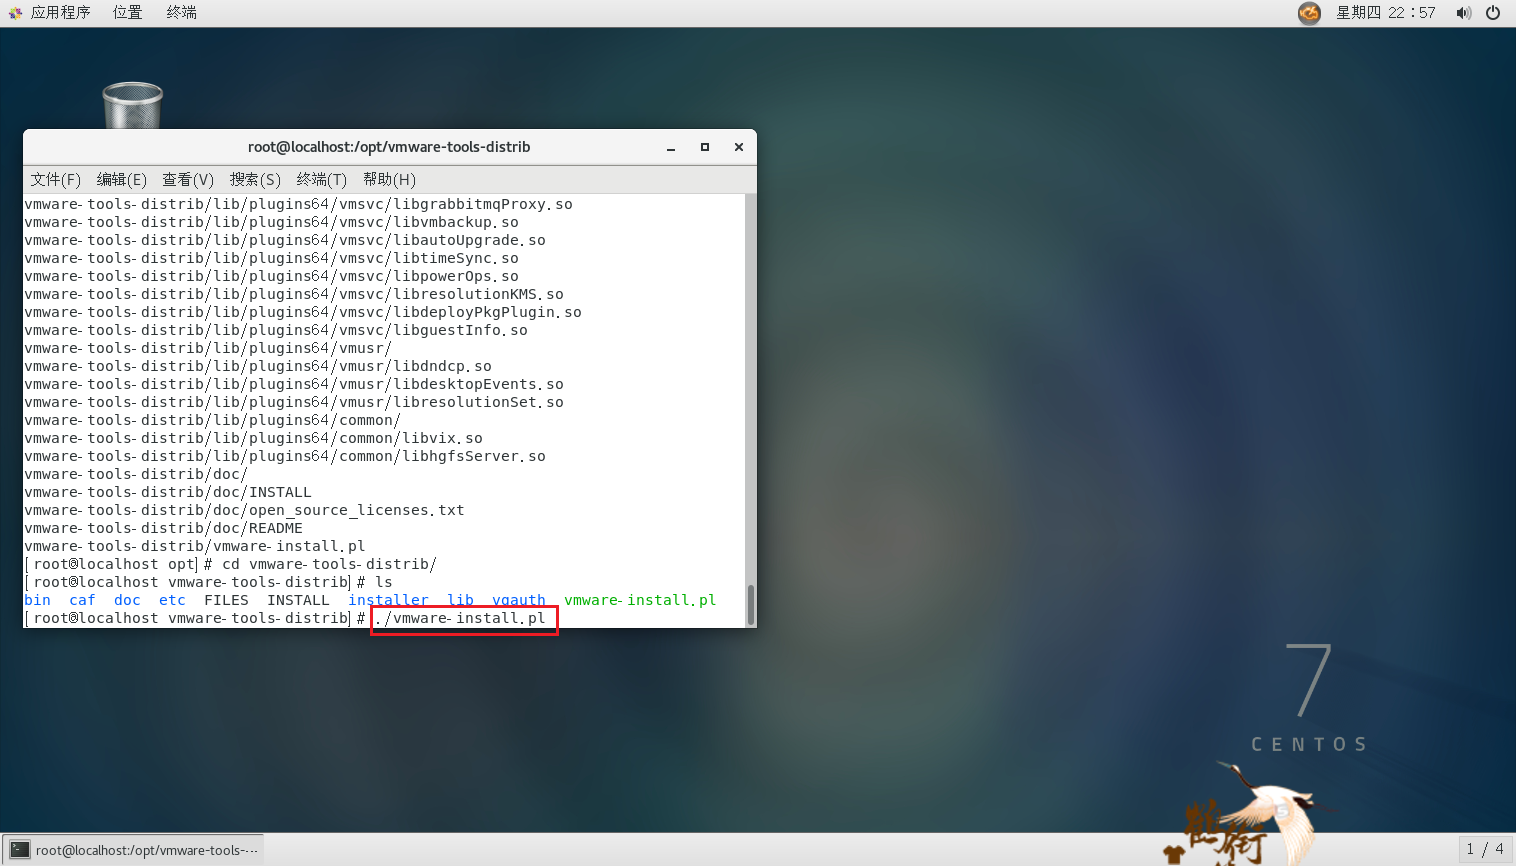 应用程序 位置 终端 星期四 22：57
root@localhost:/opt/vmware-tools-distrib
文件(F) 编辑(E) 查看(V) 搜索(S) 终端(T) 帮助(H)
vmware-tools-distrib/lib/plugins64/vmsvc/libgrabbitmqProxy.so
vmware-tools-distrib/lib/plugins64/vmsvc/libvmbackup.so
vmware-tools-distrib/lib/plugins64/vmsvc/libautoUpgrade.so
vmware-tools-distrib/lib/plugins64/vmsvc/libtimeSync.so
vmware-tools-distrib/lib/plugins64/vmsvc/libpowerOps.so
vmware-tools-distrib/lib/plugins64/vmsvc/libresolutionKMS.so
vmware-tools-distrib/lib/plugins64/vmsvc/libdeployPkgPlugin.so
vmware-tools-distrib/lib/plugins64/vmsvc/libguestInfo.so
vmware-tools-distrib/lib/plugins64/vmusr/
vmware-tools-distrib/lib/plugins64/vmusr/libdndcp.so
vmware-tools-distrib/lib/plugins64/vmusr/libdesktopEvents.so
vmware-tools-distrib/lib/plugins64/vmusr/libresolutionSet.so
vmware-tools-distrib/lib/plugins64/common/
vmware-tools-distrib/lib/plugins64/common/libvix.so
vmware-tools-distrib/lib/plugins64/common/libhgfsServer.so
vmware-tools-distrib/doc/
vmware-tools-distrib/doc/INSTALL
vmware-tools-distrib/doc/open_source_licenses.txt
vmware-tools-distrib/doc/README
vmware-tools-distrib/vmware-install.pl
[root@localhost opt]# cd vmware-tools-distrib/
[root@localhost vmware-tools-distrib]# ls
bin caf doc etc FILES INSTALL installer lib vgauth vmware-install.pl
[root@localhost vmware-tools-distrib]# ./vmware-install.pl
7
CENTOS
root@localhost:/opt/vmware-tools-···
1 / 4